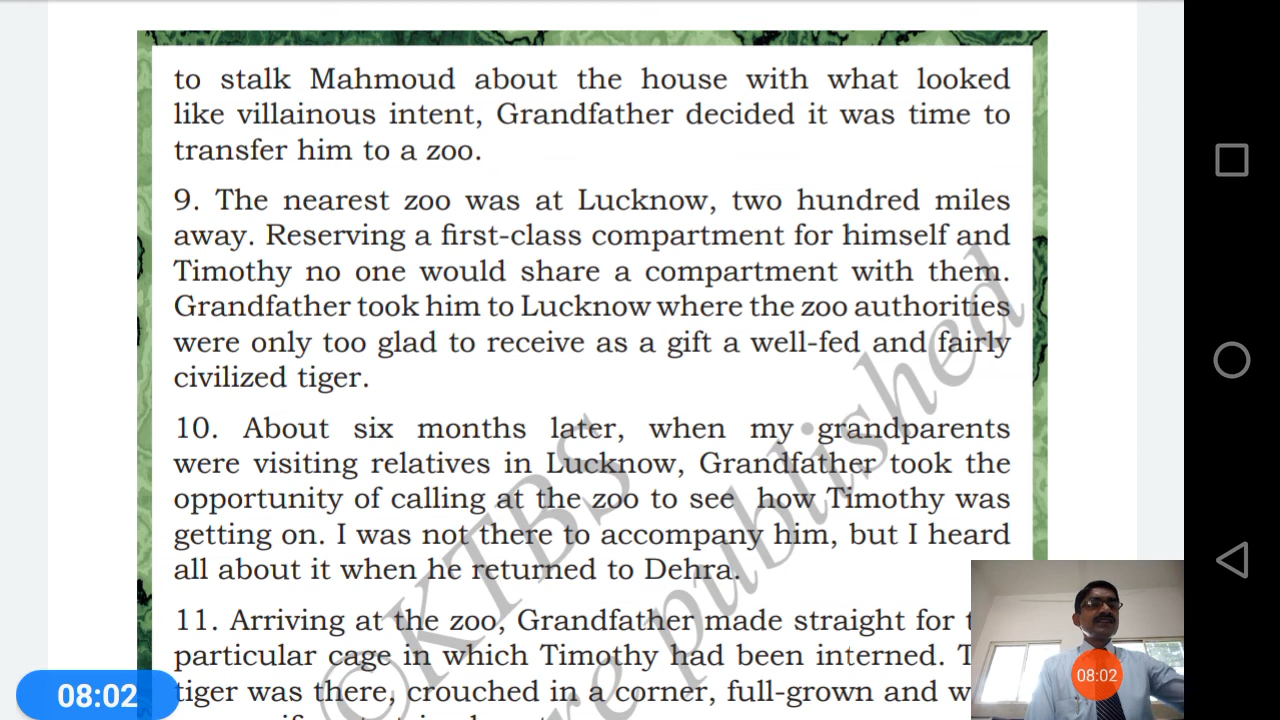 to stalk Mahmoud about the house with what looked
like villainous intent, Grandfather decided it was time to
transfer him to a zoo.
9. The nearest zoo was at Lucknow, two hundred miles
away. Reserving a first-class compartment for himself and
Timothy no one would share a compartment with them.
Grandfather took him to Lucknow where the zoo authorities
were only too glad to receive as a gift a well-fed and fairly
civilized tiger.
10. About six months later, when my grandparents
were visiting relatives in Lucknow, Grandfather took the
opportunity of calling at the zoo to see how Timothy was
getting on. I was not there to accompany him, but I heard
all about it when he returned to Dehra.
11. Arriving at the zoo, Grandfather made straight for
particular cage in which Timothy had been interned.
tiger was there, crouched in a corner, full-grown and
©KTBS
published
08:02
08:02